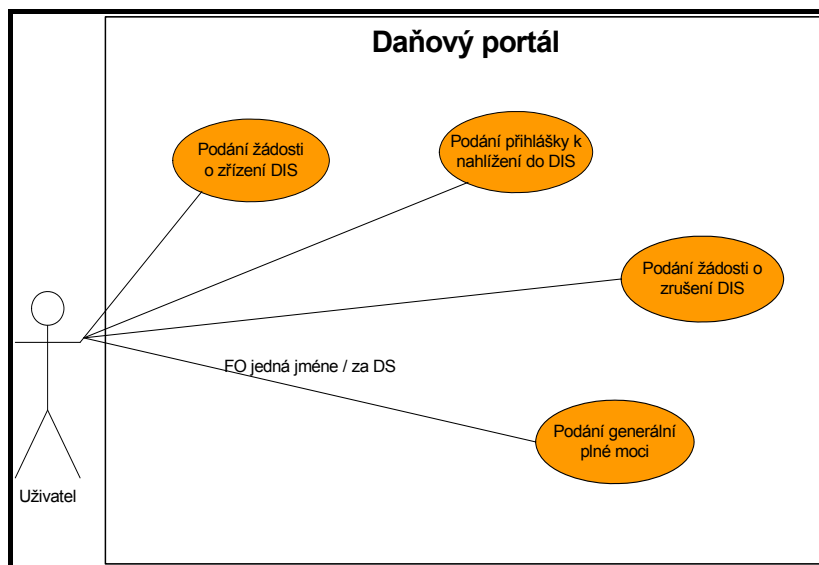 Daňový portál
Podání žádosti
o zřízení DIS
Podání přihlášky k
nahlížení do DIS
Podání žádosti o
zrušení DIS
FO jedná jméne / za DS
Podání generální
plné moci
Uživatel